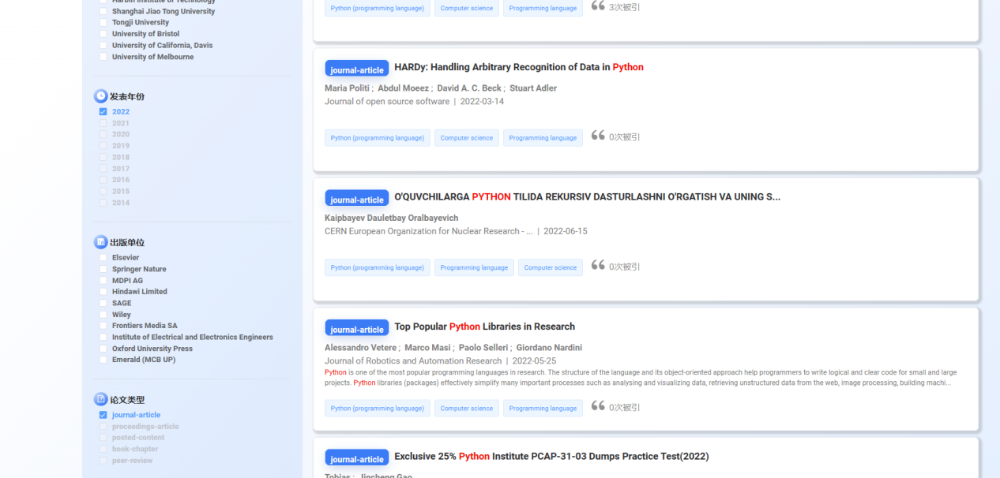 Harbin Institute of Technology
Shanghai Jiao Tong University
Tongji University
University of Bristol
University of California, Davis
University of Melbourne
发表年份
2022
2021
2020
2019
2018
2017
2016
2015
2014
出版单位
Elsevier
Springer Nature
MDPI AG
Hindawi Limited
SAGE
Wiley
Frontiers Media SA
Institute of Electrical and Electronics Engineers
Oxford University Press
Emerald (MCB UP)
论文类型
journal-article
proceedings-article
posted-content
book-chapter
peer-review
Python (programming language) Computer science Programming language 3次被引
journal-article HARDy: Handling Arbitrary Recognition of Data in Python
Maria Politi ; Abdul Moeez ; David A. C. Beck ; Stuart Adler
Journal of open source software | 2022-03-14
Python (programming language) Computer science Programming language 0次被引
journal-article O'QUVCHILARGA PYTHON TILIDA REKURSIV DASTURLASHNI O'RGATISH VA UNING S...
Kaipbayev Dauletbay Oralbayevich
CERN European Organization for Nuclear Research - ... | 2022-06-15
Python (programming language) Programming language Computer science 0次被引
journal-article Top Popular Python Libraries in Research
Alessandro Vetere ; Marco Masi ; Paolo Selleri ; Giordano Nardini
Journal of Robotics and Automation Research | 2022-05-25
Python is one of the most popular programming languages in research. The structure of the language and its object-oriented approach help programmers to write logical and clear code for small and large
projects. Python libraries (packages) effectively simplify many important processes such as analysing and visualizing data, retrieving unstructured data from the web, image processing, building machi...
Python (programming language) Computer science Programming language 0次被引
journal-article Exclusive 25% Python Institute PCAP-31-03 Dumps Practice Test(2022)
Tobias ; Jincheng Gao